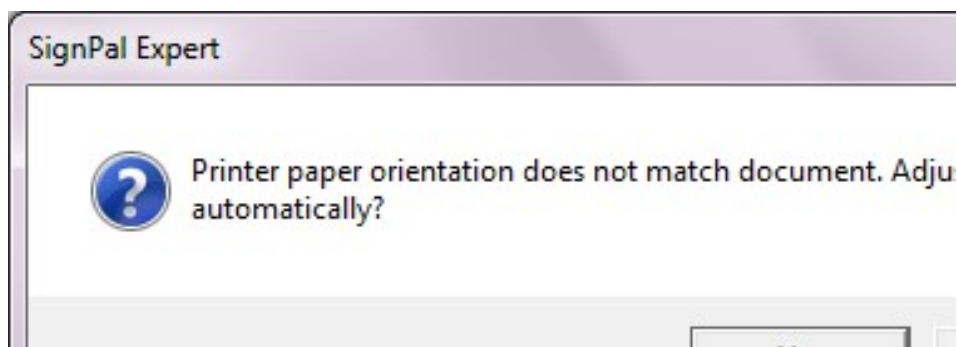 SignPal Expert
Printer paper orientation does not match document. Adju
automatically?